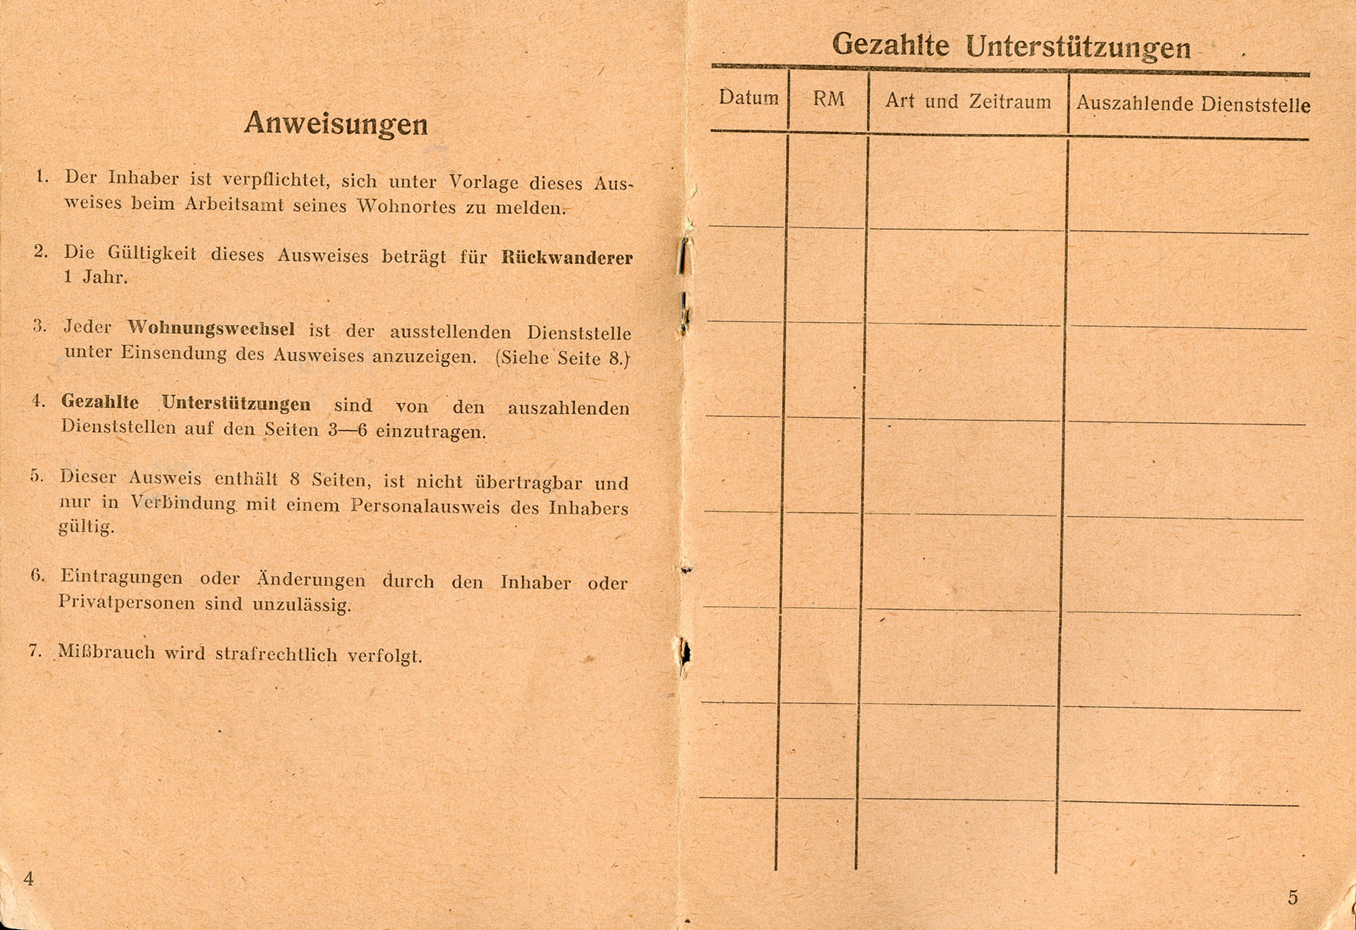 Anweisungen
1. Der Inhaber ist verpflichtet, sich unter Vorlage dieses Aus-
weises beim Arbeitsamt seines Wohnortes zu melden.
2. Die Gültigkeit dieses Ausweises beträgt für Rückwanderer
1 Jahr.
3. Jeder Wohnungswechsel ist der ausstellenden Dienststelle
unter Einsendung des Ausweises anzuzeigen. (Siehe Seite 8.)
4. Gezahlte Unterstützungen sind von den auszahlenden
Dienststellen auf den Seiten 3—6 einzutragen.
5. Dieser Ausweis enthält 8 Seiten, ist nicht übertragbar und
nur in Verbindung mit einem Personalausweis des Inhabers
gültig.
6. Eintragungen oder Änderungen durch den Inhaber oder
Privatpersonen sind unzulässig.
7. Mißbrauch wird strafrechtlich verfolgt.
4
Gezahlte Unterstützungen
Datum RM Art und Zeitraum Auszahlende Dienststelle
5